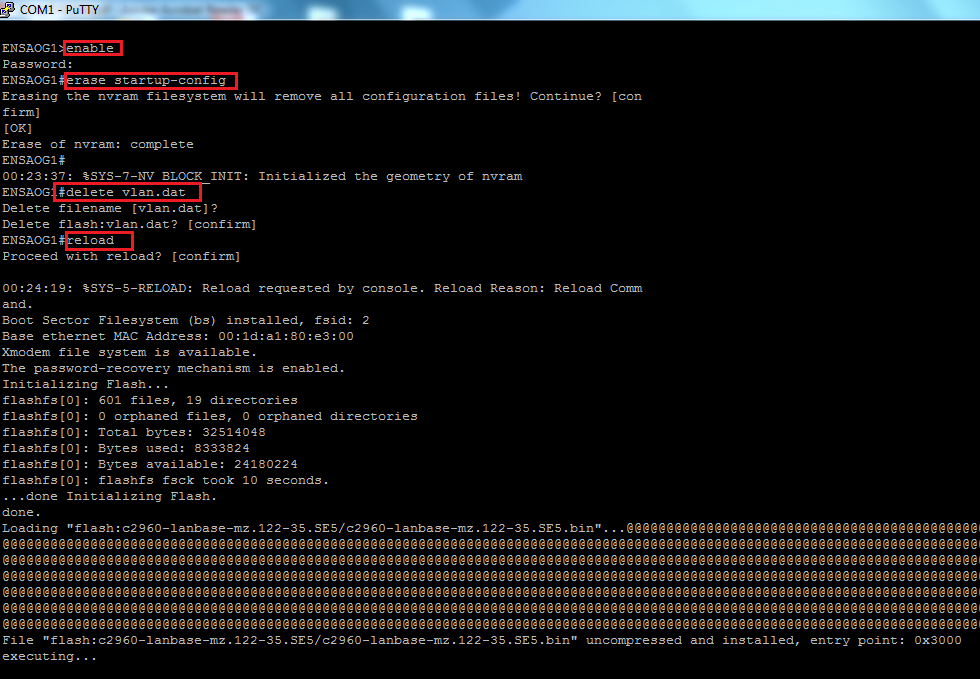 COM1 - PuTTY
ENSAOG1>enable
Password:
ENSAOG1#erase startup-config
Erasing the nvram filesystem will remove all configuration files! Continue? [con
firm]
[OK]
Erase of nvram: complete
ENSAOG1#
00:23:37: %SYS-7-NV_BLOCK_INIT: Initialized the geometry of nvram
ENSAOG1#delete vlan.dat
Delete filename [vlan.dat]?
Delete flash:vlan.dat? [confirm]
ENSAOG1#reload
Proceed with reload? [confirm]
00:24:19: %SYS-5-RELOAD: Reload requested by console. Reload Reason: Reload Comm
and.
Boot Sector Filesystem (bs) installed, fsid: 2
Base ethernet MAC Address: 00:1d:a1:80:e3:00
Xmodem file system is available.
The password-recovery mechanism is enabled.
Initializing Flash...
flashfs[0]: 601 files, 19 directories
flashfs[0]: 0 orphaned files, 0 orphaned directories
flashfs[0]: Total bytes: 32514048
flashfs[0]: Bytes used: 8333824
flashfs[0]: Bytes available: 24180224
flashfs[0]: flashfs fsck took 10 seconds.
...done Initializing Flash.
done.
Loading "flash:c2960-lanbase-mz.122-35.SE5/c2960-lanbase-mz.122-35.SE5.bin"...@@@@@@@@@@@@@@@@@@@@@@@@@@@@@@@@@@@@@@@@@@@@
@@@@@@@@@@@@@@@@@@@@@@@@@@@@@@@@@@@@@@@@@@@@@@@@@@@@@@@@@@@@@@@@@@@@@@@@@@@@@@@@@@@@@@@@@@@@@@@@@@@@@@@@@@@@@@@@@@@@@@@@@@
@@@@@@@@@@@@@@@@@@@@@@@@@@@@@@@@@@@@@@@@@@@@@@@@@@@@@@@@@@@@@@@@@@@@@@@@@@@@@@@@@@@@@@@@@@@@@@@@@@@@@@@@@@@@@@@@@@@@@@@@@@
@@@@@@@@@@@@@@@@@@@@@@@@@@@@@@@@@@@@@@@@@@@@@@@@@@@@@@@@@@@@@@@@@@@@@@@@@@@@@@@@@@@@@@@@@@@@@@@@@@@@@@@@@@@@@@@@@@@@@@@@@@
@@@@@@@@@@@@@@@@@@@@@@@@@@@@@@@@@@@@@@@@@@@@@@@@@@@@@@@@@@@@@@@@@@@@@@@@@@@@@@@@@@@@@@@@@@@@@@@@@@@@@@@@@@@@@@@@@@@@@@@@@@
@@@@@@@@@@@@@@@@@@@@@@@@@@@@@@@@@@@@@@@@@@@@@@@@@@@@@@@@@@@@@@@@@@@@@@@@@@@@@@@@@@@@@@@@@@@@@@@@@@@@@@@@@@@@@@@@@@@@@@@@@@
@@@@@@@@@@@@@@@@@@@@@@@@@@@@@@@@@@@@@@@@@@@@@@@@@@@@@@@@@@@@@@@@@@@@@@@@@@@@@@@@@@@@@@@@@@@@@@@@@@@@@@@@@@@@@@@@@@@@@@@@@@
File "flash:c2960-lanbase-mz.122-35.SE5/c2960-lanbase-mz.122-35.SE5.bin" uncompressed and installed, entry point: 0x3000
executing...